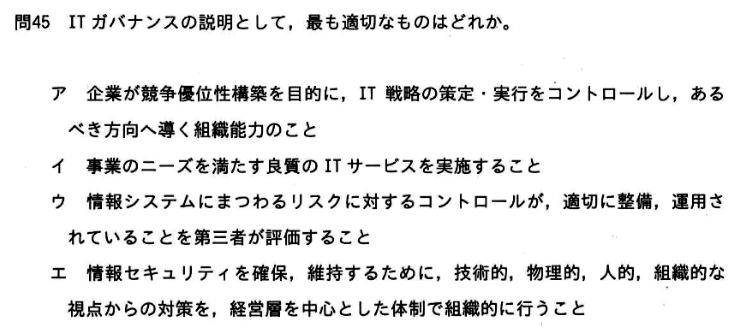 問45 IT ガバナンスの説明として，最も適切なものはどれか。
ア 企業が競争優位性構築を目的に，IT 戦略の策定・実行をコントロールし，ある
べき方向へ導く組織能力のこと
イ 事業のニーズを満たす良質の IT サービスを実施すること
ウ 情報システムにまつわるリスクに対するコントロールが，適切に整備，運用さ
れていることを第三者が評価すること
エ 情報セキュリティを確保，維持するために，技術的，物理的，人的，組織的な
視点からの対策を，経営層を中心とした体制で組織的に行うこと